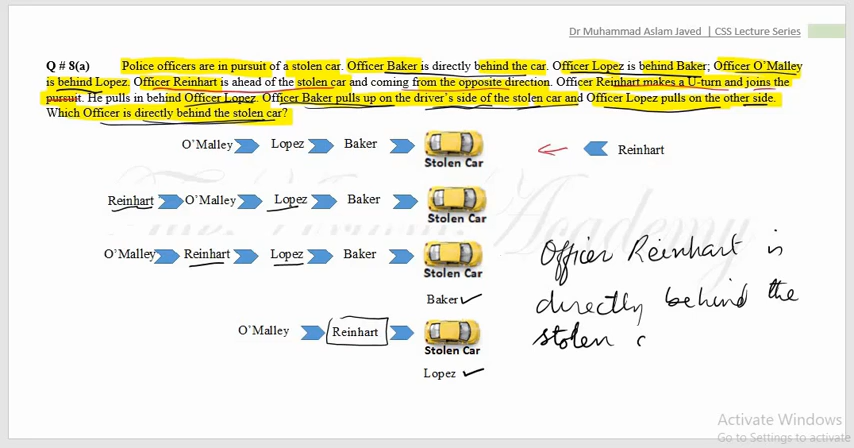 Dr Muhammad Aslam Javed | CSS Lecture Series
Q # 8(a) Police officers are in pursuit of a stolen car. Officer Baker is directly behind the car. Officer Lopez is behind Baker; Officer O'Malley
is behind Lopez. Officer Reinhart is ahead of the stolen car and coming from the opposite direction. Officer Reinhart makes a U-turn and joins the
pursuit. He pulls in behind Officer Lopez. Officer Baker pulls up on the driver's side of the stolen car and Officer Lopez pulls on the other side.
Which Officer is directly behind the stolen car?
O'Malley Lopez Baker Reinhart
Stolen Car
Reinhart O'Malley Lopez Baker
Stolen Car
O'Malley Reinhart Lopez Baker
Stolen Car
Baker
O'Malley Reinhart
Stolen Car
Lopez
Officer Reinhart is
directly behind the
stolen c
Academy
Activate Windows
Go to Settings to activate